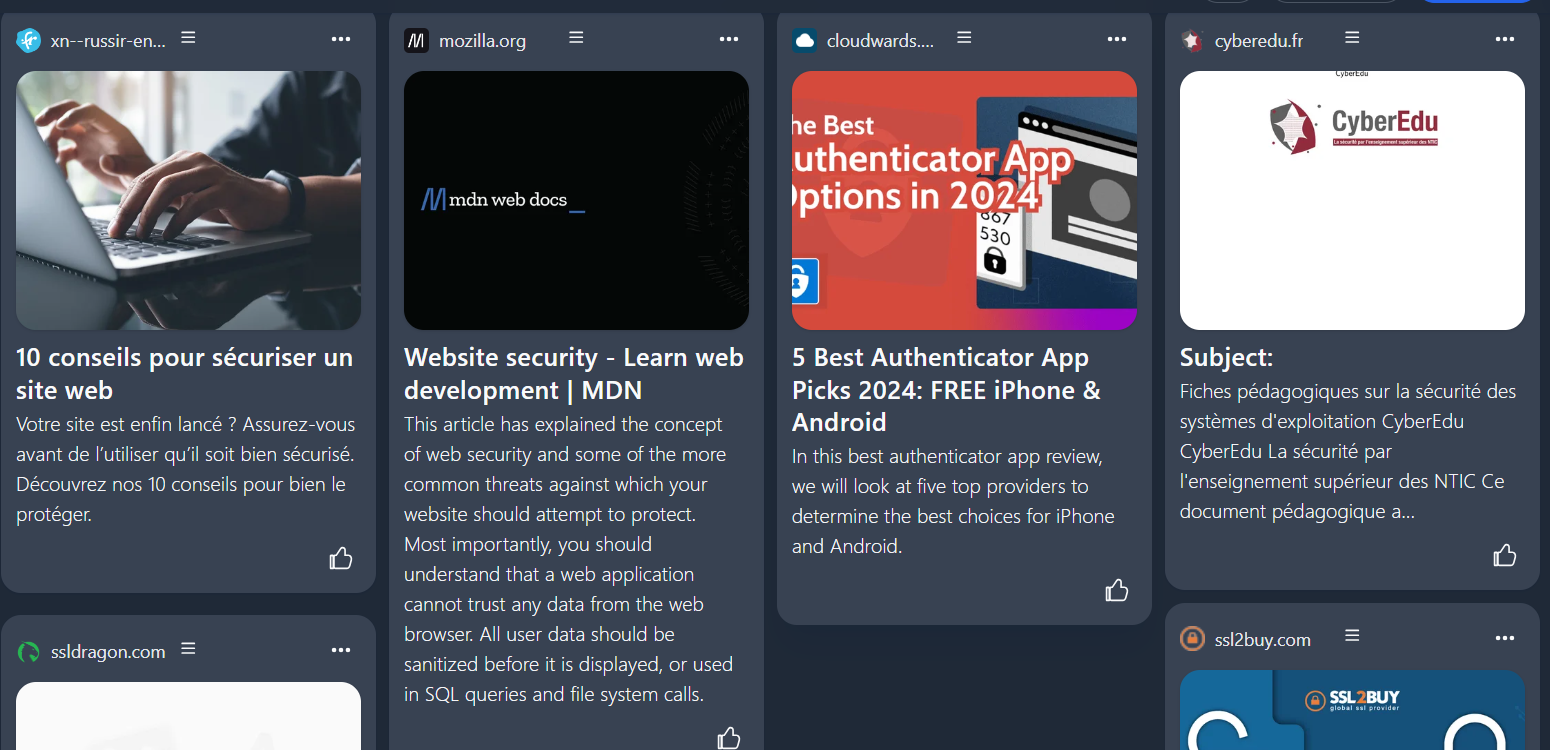 xn--russir-en...
10 conseils pour sécuriser un
site web
Votre site est enfin lancé ? Assurez-vous
avant de l’utiliser qu’il soit bien sécurisé.
Découvrez nos 10 conseils pour bien le
protéger.
ssldragon.com
mozilla.org
mdn web docs_
Website security - Learn web
development | MDN
This article has explained the concept
of web security and some of the more
common threats against which your
website should attempt to protect.
Most importantly, you should
understand that a web application
cannot trust any data from the web
browser. All user data should be
sanitized before it is displayed, or used
in SQL queries and file system calls.
cloudwards....
he Best
uthenticator App
Options in 2024
867
530
5 Best Authenticator App
Picks 2024: FREE iPhone &
Android
In this best authenticator app review,
we will look at five top providers to
determine the best choices for iPhone
and Android.
cyberedu.fr
CyberEdu
CyberEdu
La sécurité par l'enseignement supérieur des NTIC
Subject:
Fiches pédagogiques sur la sécurité des
systèmes d'exploitation CyberEdu
CyberEdu La sécurité par
l'enseignement supérieur des NTIC Ce
document pédagogique a...
ssl2buy.com
SSL2BUY
global ssl provider